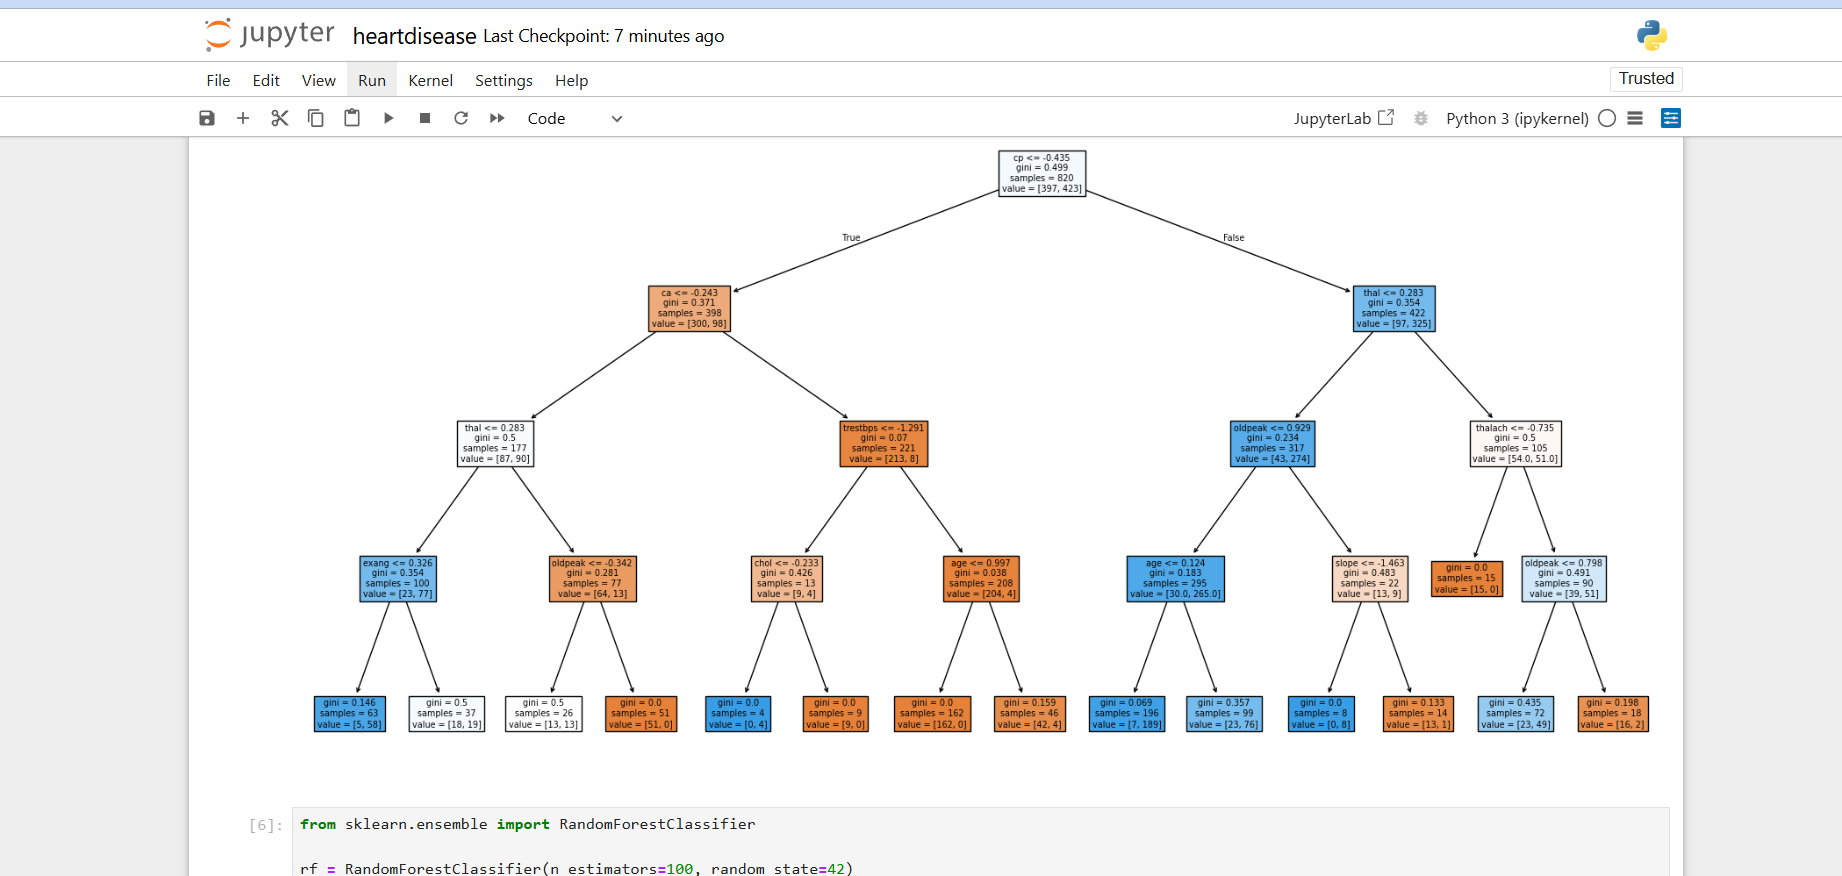 jupyter heartdisease Last Checkpoint: 7 minutes ago
File Edit View Run Kernel Settings Help Trusted
Code JupyterLab Python 3 (ipykernel)
cp <= -0.435
gini = 0.499
samples = 820
value = [397, 423]
True
False
ca <= -0.243
gini = 0.371
samples = 398
value = [300, 98]
thal <= 0.283
gini = 0.354
samples = 422
value = [97, 325]
thal <= 0.283
gini = 0.5
samples = 177
value = [87, 90]
trestbps <= -1.291
gini = 0.07
samples = 221
value = [213, 8]
oldpeak <= 0.929
gini = 0.234
samples = 317
value = [43, 274]
thalach <= -0.735
gini = 0.5
samples = 105
value = [54.0, 51.0]
exang <= 0.326
gini = 0.354
samples = 100
value = [23, 77]
oldpeak <= -0.342
gini = 0.281
samples = 77
value = [64, 13]
chol <= -0.233
gini = 0.426
samples = 13
value = [9, 4]
age <= 0.997
gini = 0.038
samples = 208
value = [204, 4]
age <= 0.124
gini = 0.183
samples = 295
value = [30.0, 265.0]
slope <= -1.463
gini = 0.483
samples = 22
value = [13, 9]
gini = 0.0
samples = 15
value = [15, 0]
oldpeak <= 0.798
gini = 0.491
samples = 90
value = [39, 51]
gini = 0.146
samples = 63
value = [5, 58]
gini = 0.5
samples = 37
value = [18, 19]
gini = 0.5
samples = 26
value = [13, 13]
gini = 0.0
samples = 51
value = [51, 0]
gini = 0.0
samples = 4
value = [0, 4]
gini = 0.0
samples = 9
value = [9, 0]
gini = 0.0
samples = 162
value = [162, 0]
gini = 0.159
samples = 46
value = [42, 4]
gini = 0.069
samples = 196
value = [7, 189]
gini = 0.357
samples = 99
value = [23, 76]
gini = 0.0
samples = 8
value = [0, 8]
gini = 0.133
samples = 14
value = [13, 1]
gini = 0.435
samples = 72
value = [23, 49]
gini = 0.198
samples = 18
value = [16, 2]
[6]: from sklearn.ensemble import RandomForestClassifier
rf = RandomForestClassifier(n_estimators=100, random_state=42)